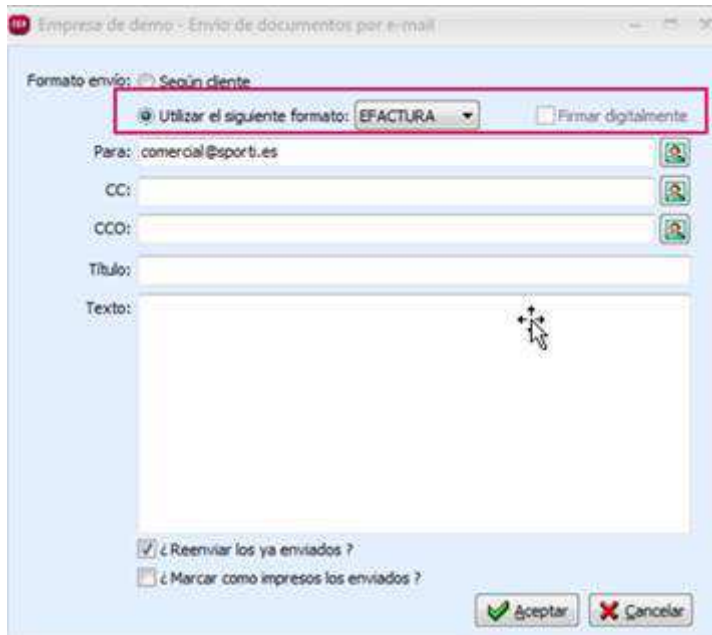 Empresa de demo - Envío de documentos por e-mail
Formato envío: Según cliente
Utilizar el siguiente formato: EFACTURA Firmar digitalmente
Para: comercial@sporti.es
CC:
CCO:
Título:
Texto:
¿ Reenviar los ya enviados ?
¿ Marcar como impresos los enviados ?
Aceptar Cancelar